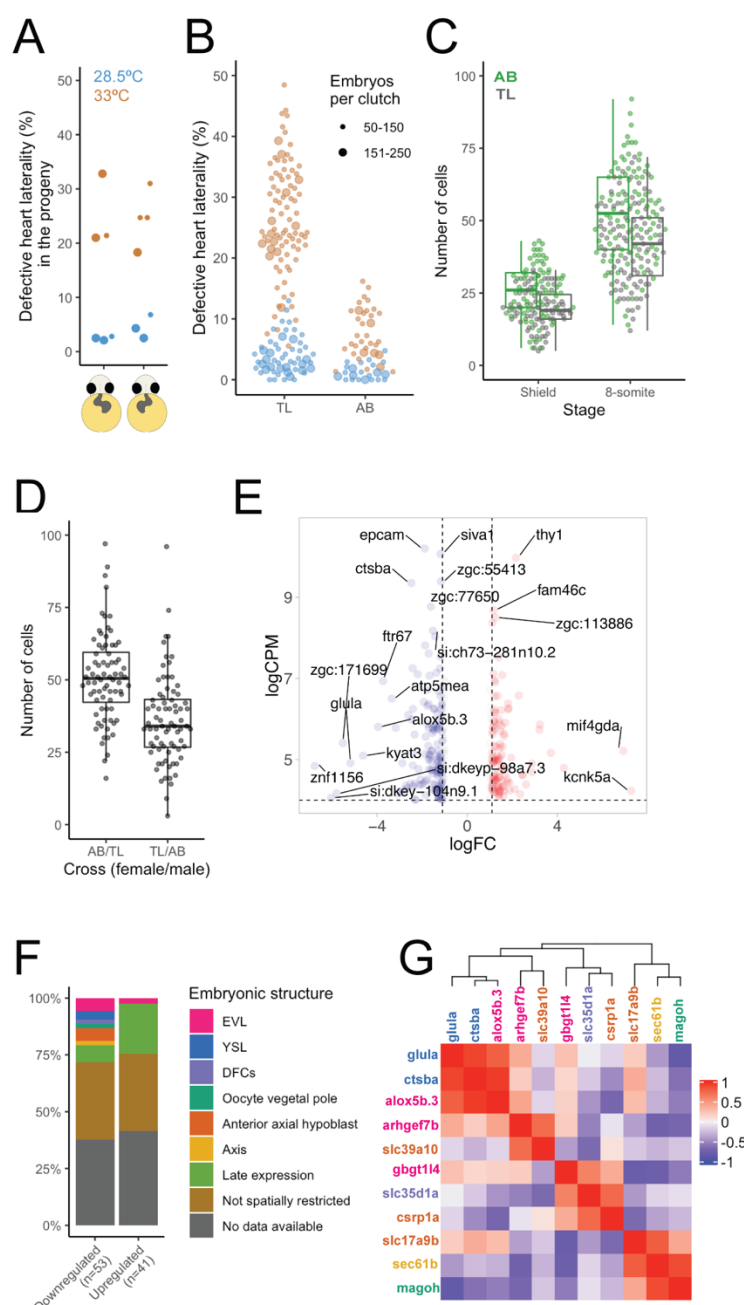 A
28.5ºC
33ºC
Defective heart laterality (%)
in the progeny
50
40
30
20
10
0
B
Embryos
per clutch
50-150
151-250
Defective heart laterality (%)
50
40
30
20
10
0
TL
AB
C
AB
TL
Number of cells
100
75
50
25
0
Shield
8-somite
Stage
D
Number of cells
100
75
50
25
0
AB/TL
TL/AB
Cross (female/male)
E
logCPM
9
7
5
epcam
siva1
thy1
ctsba
zgc:55413
zgc:77650
fam46c
ftr67
zgc:113886
si:ch73-281n10.2
zgc:171699
atp5mea
glula
alox5b.3
mif4gda
kyat3
si:dkeyp-98a7.3
znf1156
kcnk5a
si:dkey-104n9.1
−4
0
4
logFC
F
100%
75%
50%
25%
0%
Downregulated
(n=53)
Upregulated
(n=41)
Embryonic structure
EVL
YSL
DFCs
Oocyte vegetal pole
Anterior axial hypoblast
Axis
Late expression
Not spatially restricted
No data available
G
glula
ctsba
alox5b.3
arhgef7b
slc39a10
gbgt1l4
slc35d1a
csrp1a
slc17a9b
sec61b
magoh
glula
ctsba
alox5b.3
arhgef7b
slc39a10
gbgt1l4
slc35d1a
csrp1a
slc17a9b
sec61b
magoh
1
0.5
0
-0.5
-1